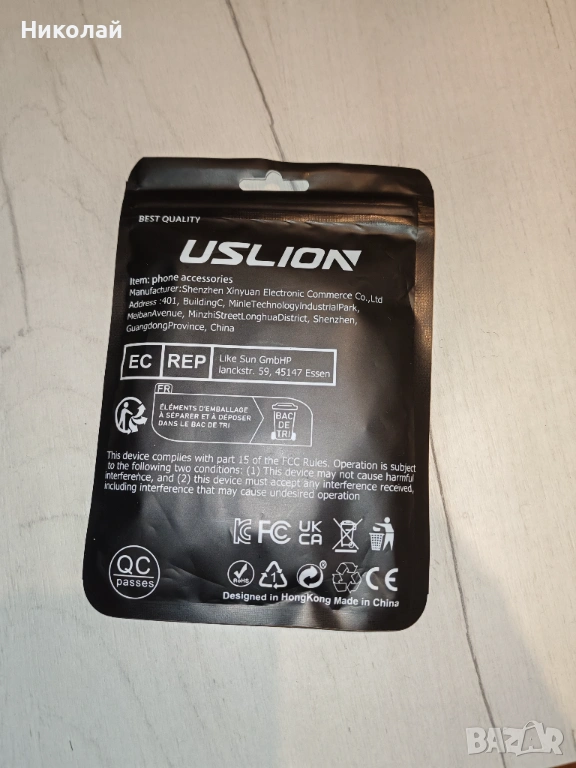 Николай
BEST QUALITY
USLION
Item: phone accessories
Manufacturer:Shenzhen Xinyuan Electronic Commerce Co.,Ltd
Address :401, BuildingC, MinleTechnologyIndustrialPark,
MeibanAvenue, MinzhiStreetLonghuaDistrict, Shenzhen,
GuangdongProvince, China
EC REP
Like Sun GmbHP
lanckstr. 59, 45147 Essen
FR
ÉLÉMENTS D'EMBALLAGE
À SÉPARER ET À DÉPOSER
DANS LE BAC DE TRI
BAC
DE
TRI
This device complies with part 15 of the FCC Rules. Operation is subject
to the following two conditions: (1) This device may not cause harmful
interference, and (2) this device must accept any interference received,
including interference that may cause undesired operation
FC
UK
CA
QC
passes
RoHS
1
CE
Designed in HongKong Made in China
BAZAR